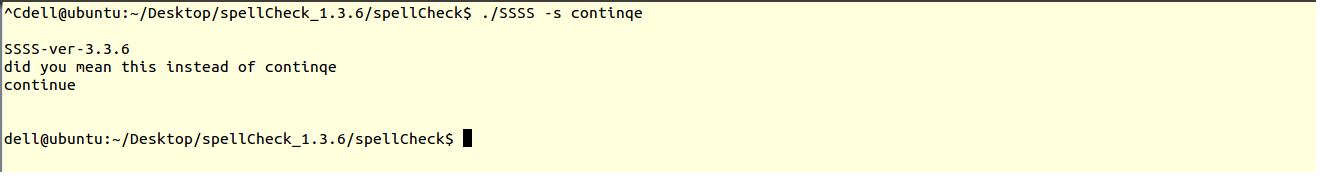 ^Cdell@ubuntu:~/Desktop/spellCheck_1.3.6/spellCheck$ ./SSSS -s continqe
SSSS-ver-3.3.6
did you mean this instead of continqe
continue
dell@ubuntu:~/Desktop/spellCheck_1.3.6/spellCheck$